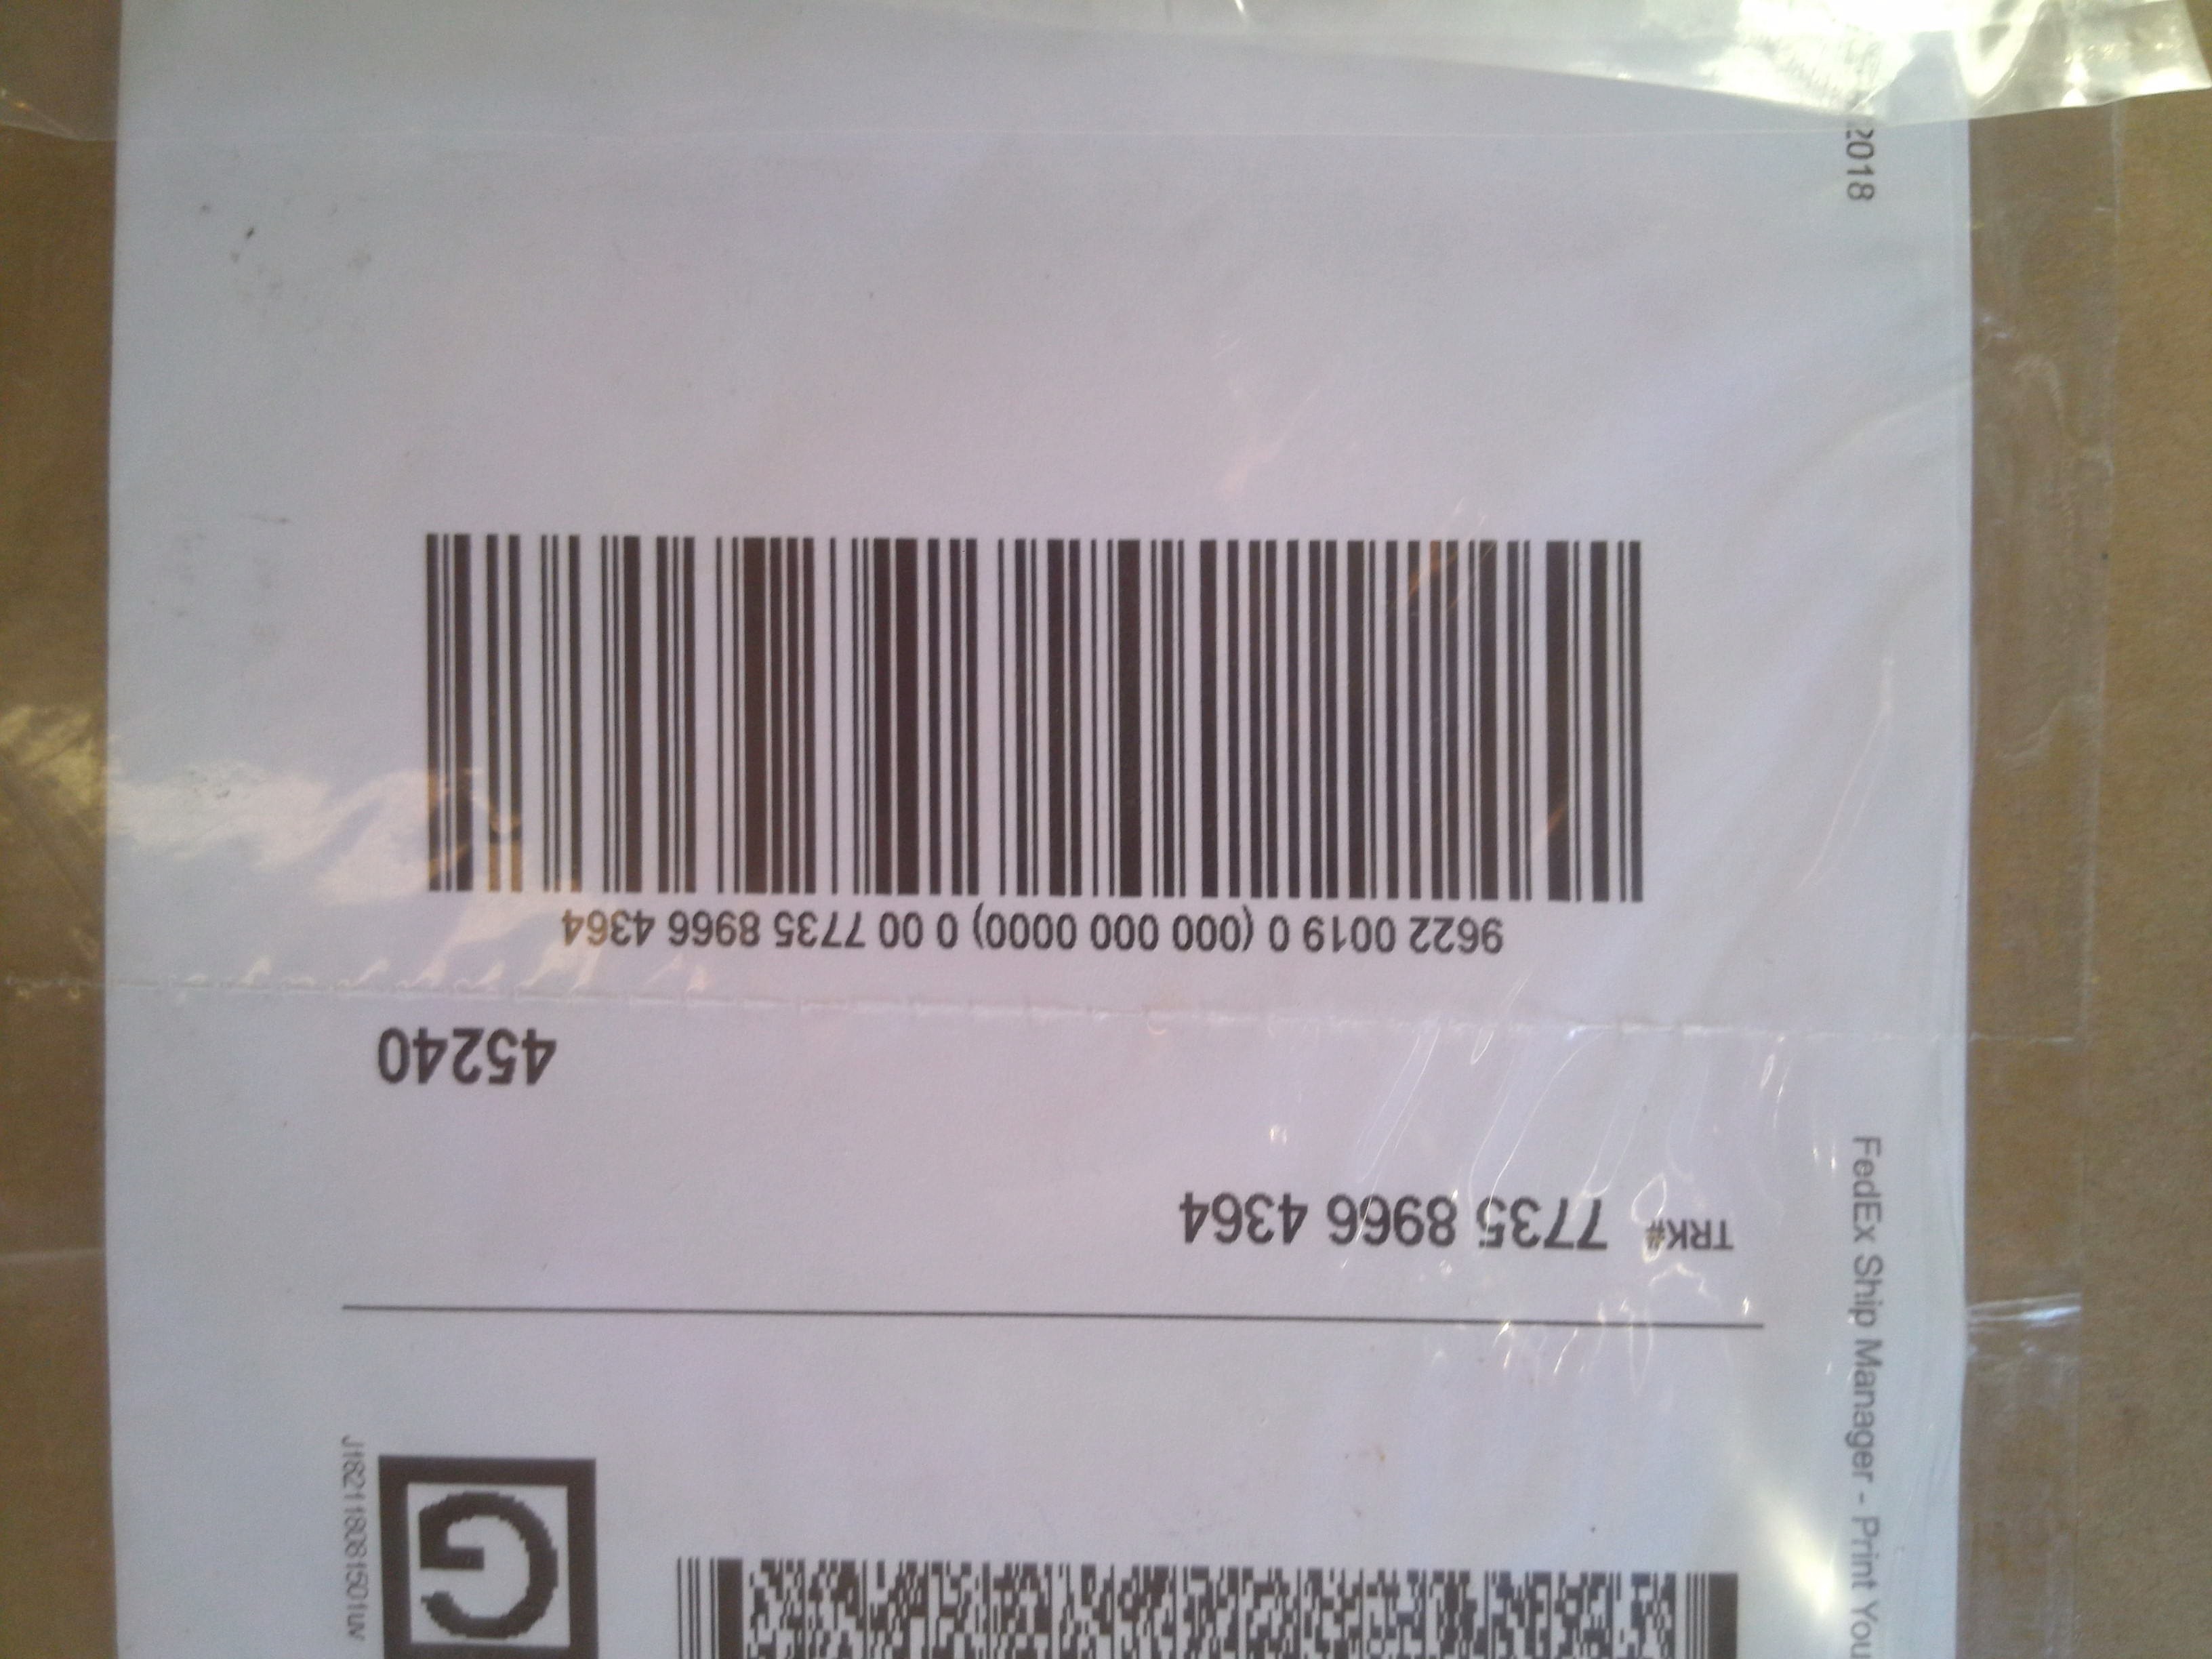 FedEx Ship Manager - Print You
2018
J182118081501uv
G
TRK# 7735 8966 4364
45240
9622 0019 0 (000 000 0000) 0 00 7735 8966 4364